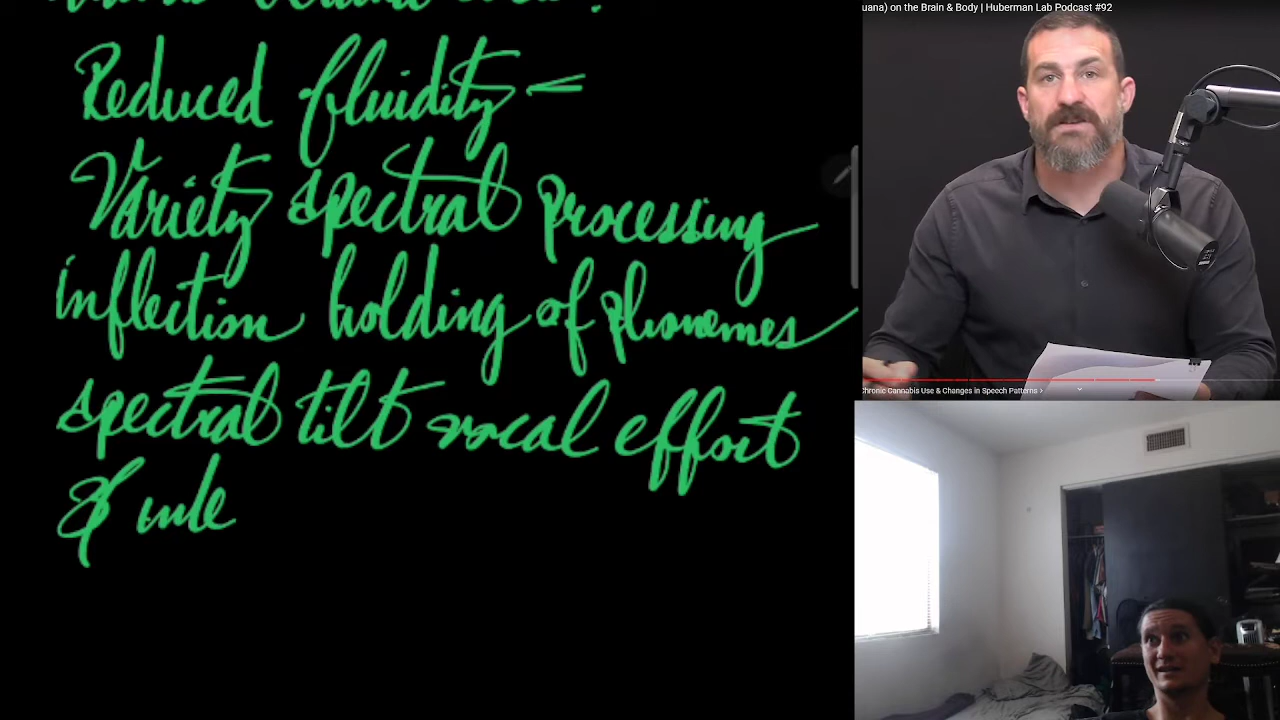 Reduced fluidity -
Variety spectral processing
inflection holding of phonemes
spectral tilt vocal effort
of
uana) on the Brain & Body | Huberman Lab Podcast #92
Chronic Cannabis Use & Changes in Speech Patterns >